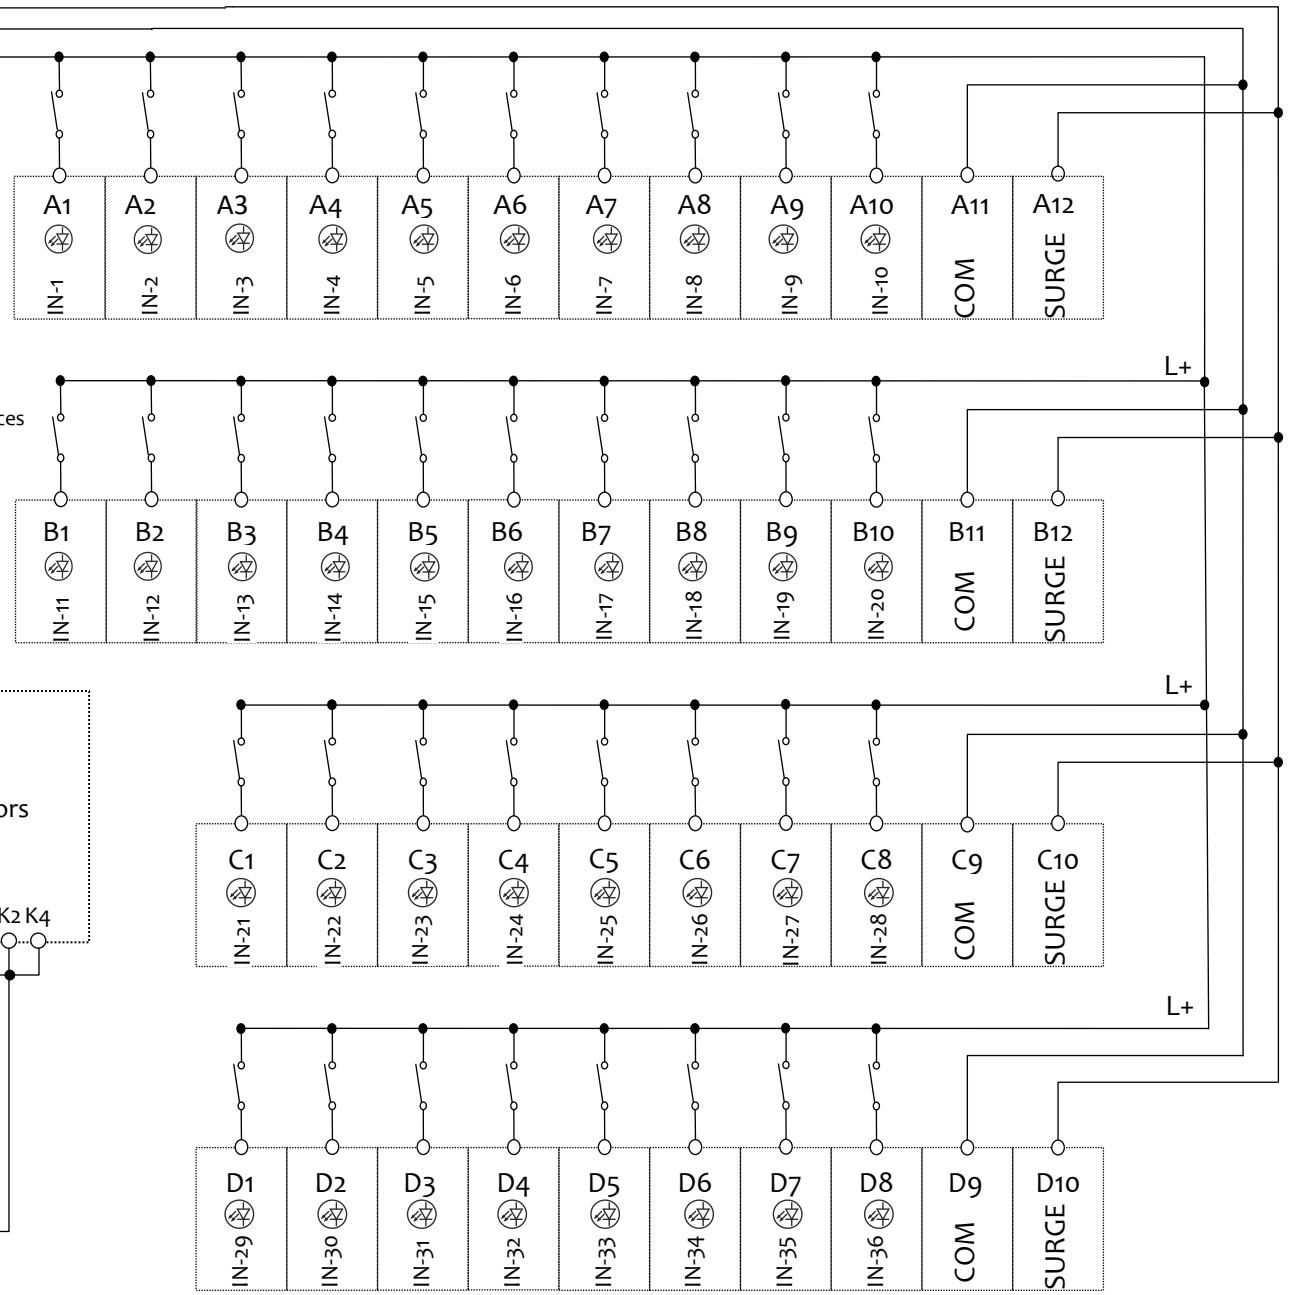 A1 A2 A3 A4 A5 A6 A7 A8 A9 A10 A11 A12
IN-1 IN-2 IN-3 IN-4 IN-5 IN-6 IN-7 IN-8 IN-9 IN-10 COM SURGE
L+
ces
B1 B2 B3 B4 B5 B6 B7 B8 B9 B10 B11 B12
IN-11 IN-12 IN-13 IN-14 IN-15 IN-16 IN-17 IN-18 IN-19 IN-20 COM SURGE
L+
ors
C1 C2 C3 C4 C5 C6 C7 C8 C9 C10
K2 K4
IN-21 IN-22 IN-23 IN-24 IN-25 IN-26 IN-27 IN-28 COM SURGE
L+
D1 D2 D3 D4 D5 D6 D7 D8 D9 D10
IN-29 IN-30 IN-31 IN-32 IN-33 IN-34 IN-35 IN-36 COM SURGE